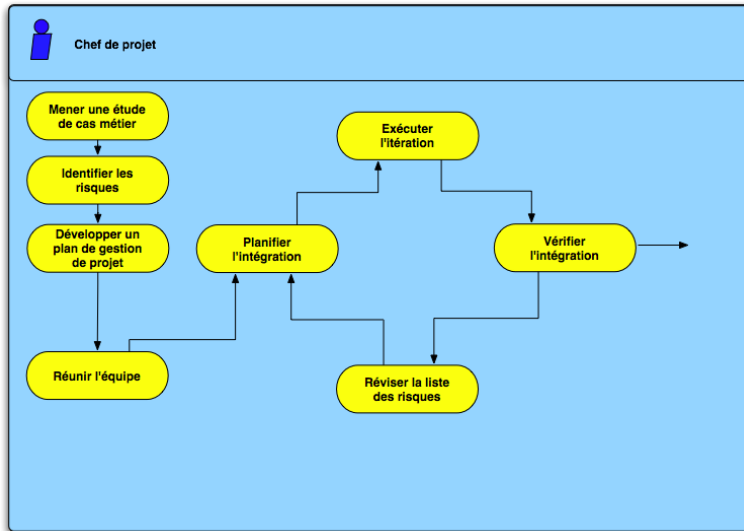 Chef de projet
Mener une étude
de cas métier
Identifier les
risques
Développer un
plan de gestion
de projet
Réunir l'équipe
Planifier
l'intégration
Exécuter
l'itération
Vérifier
l'intégration
Réviser la liste
des risques